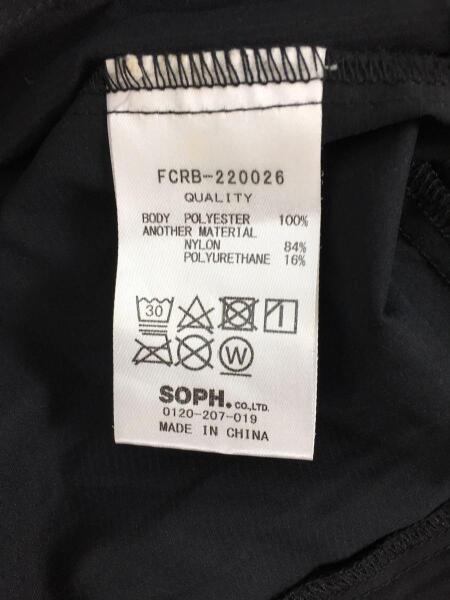 FCRB-220026
QUALITY
BODY POLYESTER 100%
ANOTHER MATERIAL
NYLON 84%
POLYURETHANE 16%
30
W
SOPH.CO.,LTD.
0120-207-019
MADE IN CHINA